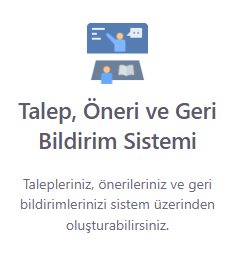 Talep, Öneri ve Geri
Bildirim Sistemi
Talepleriniz, önerileriniz ve geri
bildirimlerinizi sistem üzerinden
oluşturabilirsiniz.